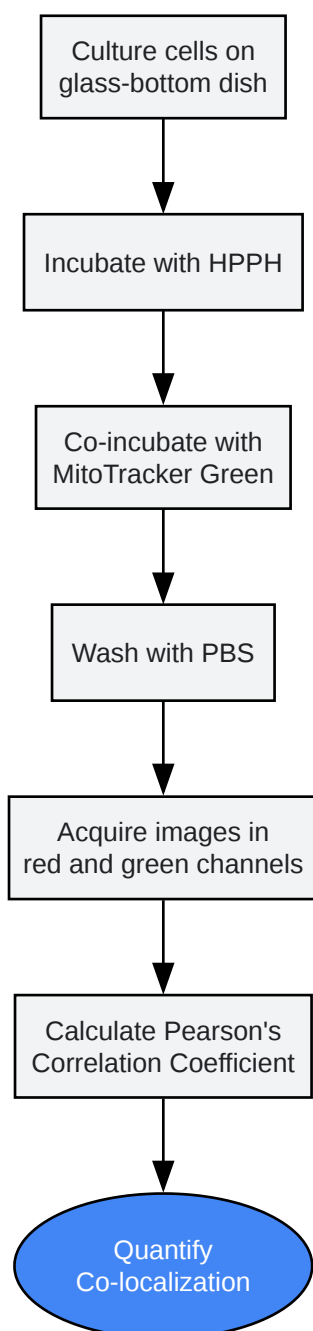 Culture cells on
glass-bottom dish
Incubate with HPPH
Co-incubate with
MitoTracker Green
Wash with PBS
Acquire images in
red and green channels
Calculate Pearson's
Correlation Coefficient
Quantify
Co-localization